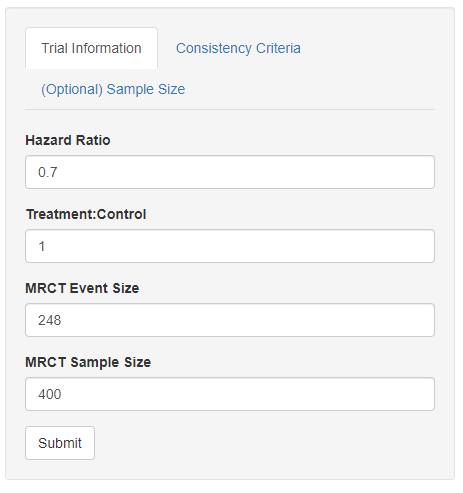 Trial Information
Consistency Criteria
(Optional) Sample Size
Hazard Ratio
0.7
Treatment:Control
1
MRCT Event Size
248
MRCT Sample Size
400
Submit